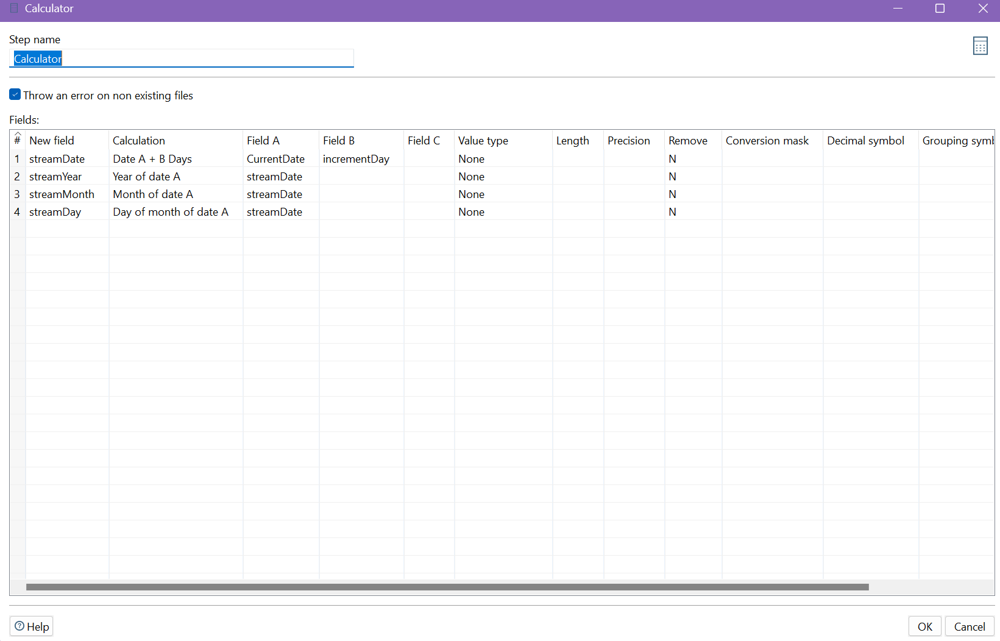 Calculator
Step name
Calculator
Throw an error on non existing files
Fields:
# New field Calculation Field A Field B Field C Value type Length Precision Remove Conversion mask Decimal symbol Grouping symb
1 streamDate Date A + B Days CurrentDate incrementDay None N
2 streamYear Year of date A streamDate None N
3 streamMonth Month of date A streamDate None N
4 streamDay Day of month of date A streamDate None N
Help OK Cancel